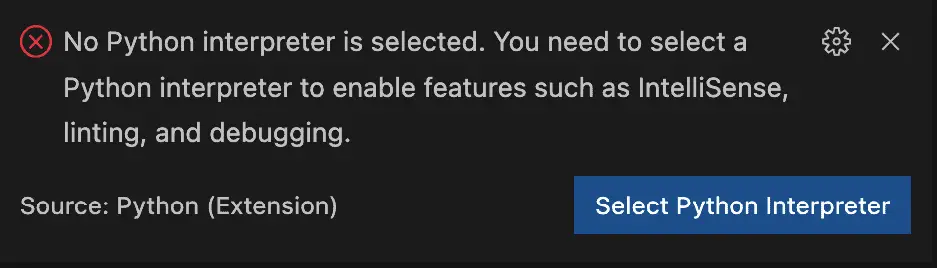 No Python interpreter is selected. You need to select a
Python interpreter to enable features such as IntelliSense,
linting, and debugging.
Source: Python (Extension)
Select Python Interpreter